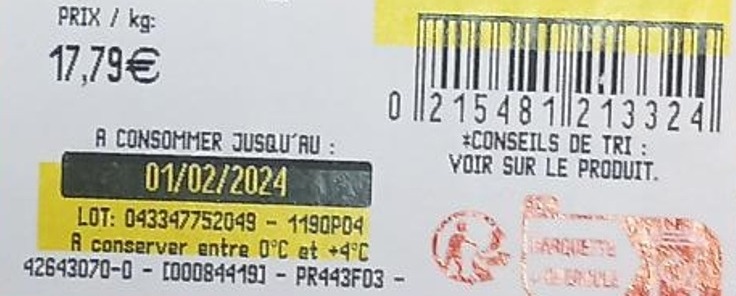 PRIX / kg:
17,79€
0 215481 213324
A CONSOMMER JUSQU'AU :
01/02/2024
LOT: 043347752049 - 1190P04
A conserver entre 0°C et +4°C
42643070-0 - [00084419] - PR443F03 -
*CONSEILS DE TRI :
VOIR SUR LE PRODUIT.
BARQUETTE